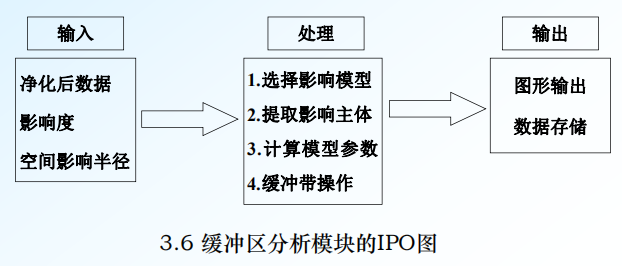 输入
净化后数据
影响度
空间影响半径
处理
1.选择影响模型
2.提取影响主体
3.计算模型参数
4.缓冲带操作
输出
图形输出
数据存储
3.6 缓冲区分析模块的IPO图